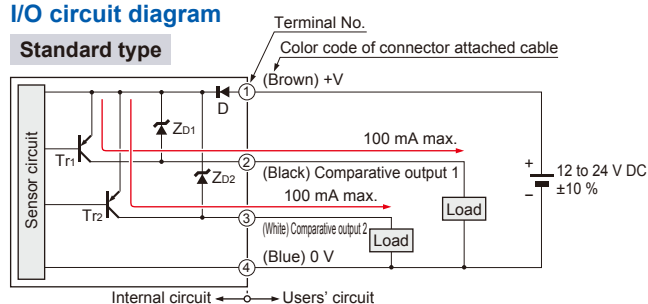 I/O circuit diagram
Standard type
Terminal No.
Color code of connector attached cable
(Brown) +V
1
D
Sensor circuit
Tr1
ZD1
100 mA max.
2
(Black) Comparative output 1
ZD2
100 mA max.
Tr2
3
(White) Comparative output 2
Load
Load
+
12 to 24 V DC
±10 %
−
4
(Blue) 0 V
Internal circuit
Users' circuit